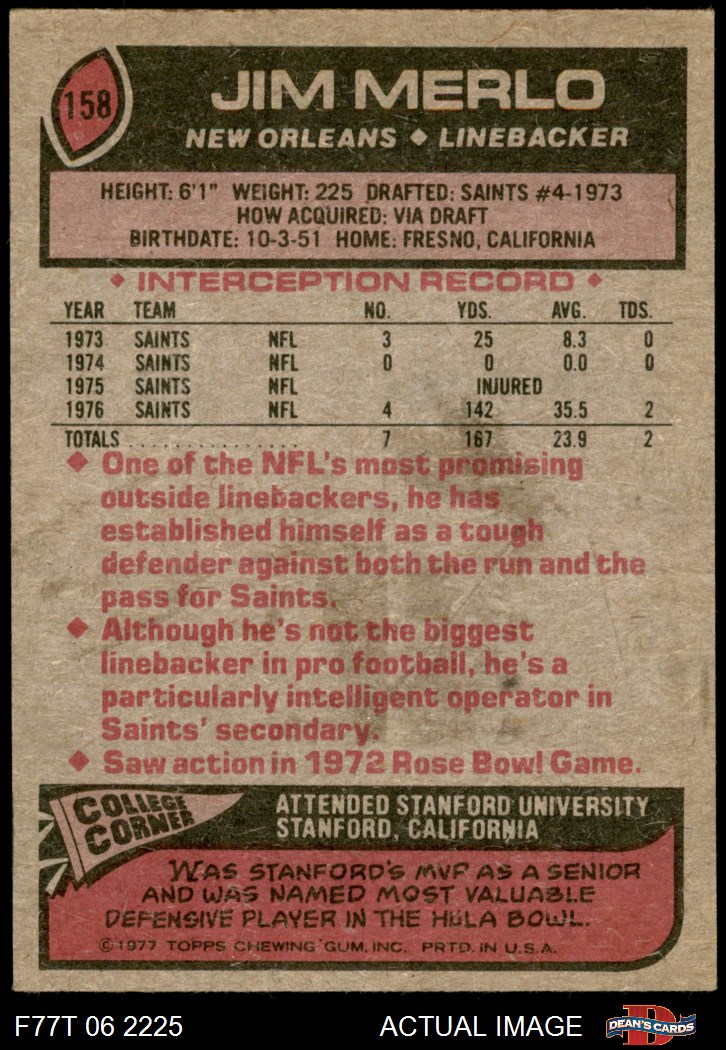 158
JIM MERLO
NEW ORLEANS ◆ LINEBACKER
HEIGHT: 6'1" WEIGHT: 225 DRAFTED: SAINTS #4-1973
HOW ACQUIRED: VIA DRAFT
BIRTHDATE: 10-3-51 HOME: FRESNO, CALIFORNIA
◆ INTERCEPTION RECORD ◆
YEAR TEAM NO. YDS. AVG. TDS.
1973 SAINTS NFL 3 25 8.3 0
1974 SAINTS NFL 0 0 0.0 0
1975 SAINTS NFL INJURED
1976 SAINTS NFL 4 142 35.5 2
TOTALS . . . . . . . . . . . . . . . . 7 167 23.9 2
◆ One of the NFL's most promising
outside linebackers, he has
established himself as a tough
defender against both the run and the
pass for Saints.
◆ Although he's not the biggest
linebacker in pro football, he's a
particularly intelligent operator in
Saints' secondary.
◆ Saw action in 1972 Rose Bowl Game.
COLLEGE
CORNER
ATTENDED STANFORD UNIVERSITY
STANFORD, CALIFORNIA
WAS STANFORD'S MVP AS A SENIOR
AND WAS NAMED MOST VALUABLE
DEFENSIVE PLAYER IN THE HULA BOWL.
© 1977 TOPPS CHEWING GUM, INC. PRTD. IN U.S.A.
F77T 06 2225 ACTUAL IMAGE
D
DEAN'S CARDS